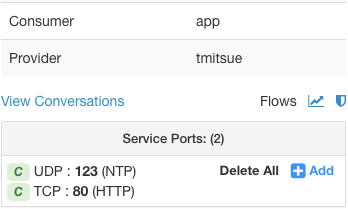 Consumer app
Provider tmitsue
View Conversations Flows
Service Ports: (2)
C UDP : 123 (NTP) Delete All Add
C TCP : 80 (HTTP)